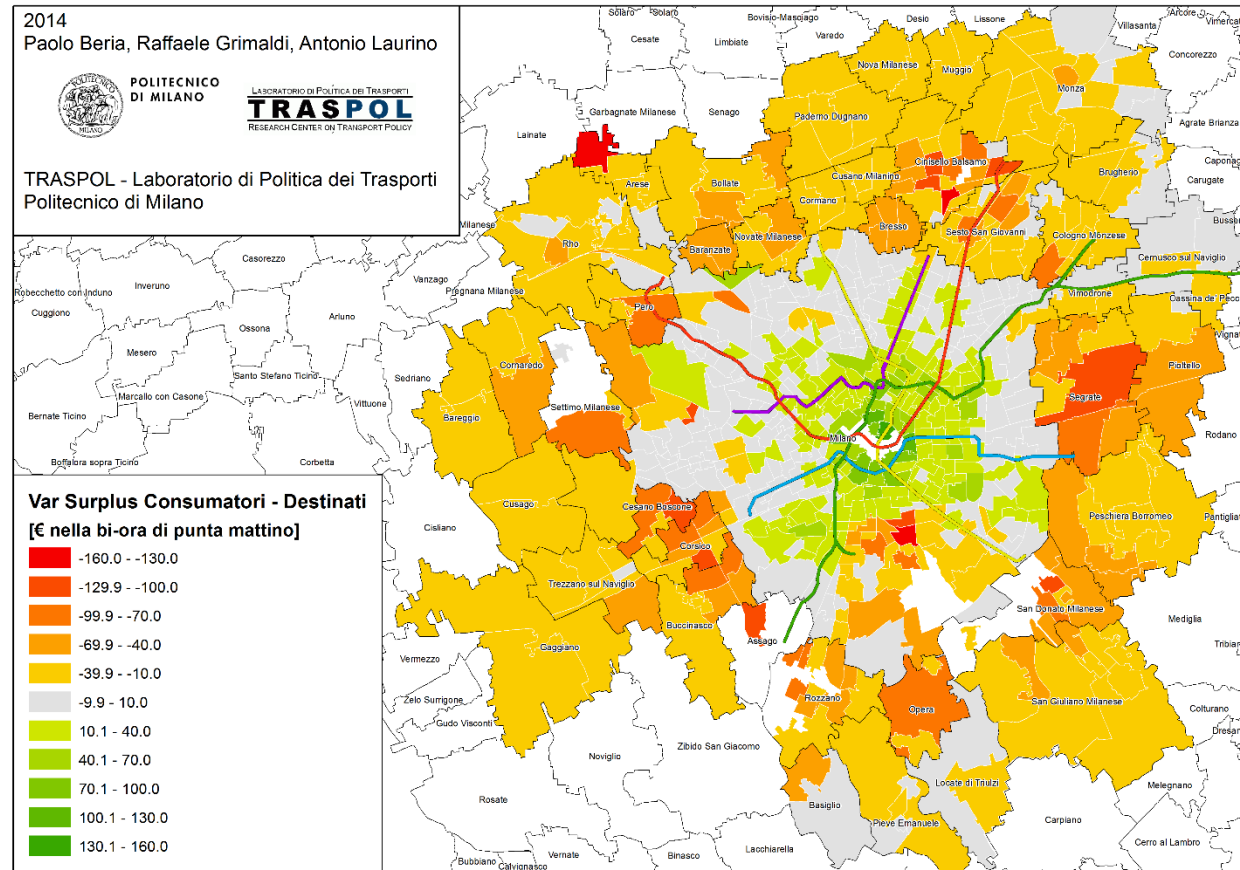 2014
Paolo Beria, Raffaele Grimaldi, Antonio Laurino
POLITECNICO
DI MILANO
LABORATORIO DI POLITICA DEI TRASPORTI
TRASPOL
RESEARCH CENTER ON TRANSPORT POLICY
TRASPOL - Laboratorio di Politica dei Trasporti
Politecnico di Milano
Solaro
Solaro
Bovisio-Masciago
Desio
Lissone
Arcore
Villasanta
Vimercat
Cesate
Limbiate
Varedo
Concorezzo
Nova Milanese
Muggio
Monza
Garbagnate Milanese
Senago
Paderno Dugnano
Agrate Brianza
Lainate
Cinisello Balsamo
Caponag
Arese
Bollate
Cusano Milanino
Brugherio
Carugate
Cormano
Milanese
Rho
Novate Milanese
Bresso
Sesto San Giovanni
Busser
Baranzate
Cologno Monzese
Casorezzo
Cernusco sul Naviglio
Vanzago
Robecchetto con Induno
Inveruno
Pregnana Milanese
Vimodrone
Cassina de' Pecc
Cuggiono
Arluno
Pero
Vignat
Ossona
Mesero
Cornaredo
Pioltello
Santo Stefano Ticino
Sedriano
Segrate
Marcallo con Casone
Vittuone
Settimo Milanese
Bernate Ticino
Bareggio
Rodano
Milano
Boffalora sopra Ticino
Corbetta
Var Surplus Consumatori - Destinati
[€ nella bi-ora di punta mattino]
-160.0 - -130.0
-129.9 - -100.0
-99.9 - -70.0
-69.9 - -40.0
-39.9 - -10.0
-9.9 - 10.0
10.1 - 40.0
40.1 - 70.0
70.1 - 100.0
100.1 - 130.0
130.1 - 160.0
Cusago
Cesano Boscone
Peschiera Borromeo
Pantigliat
Cisliano
Corsico
Trezzano sul Naviglio
San Donato Milanese
Mediglia
Buccinasco
Assago
Tribian
Gaggiano
Vermezzo
Rozzano
San Giuliano Milanese
Zelo Surrigone
Opera
Colturano
Gudo Visconti
Dresan
Zibido San Giacomo
Noviglio
Locate di Triulzi
Melegnano
Rosate
Basiglio
Pieve Emanuele
Carpiano
Cerro al Lambro
Vernate
Binasco
Lacchiarella
Bubbiano
Calvignasco